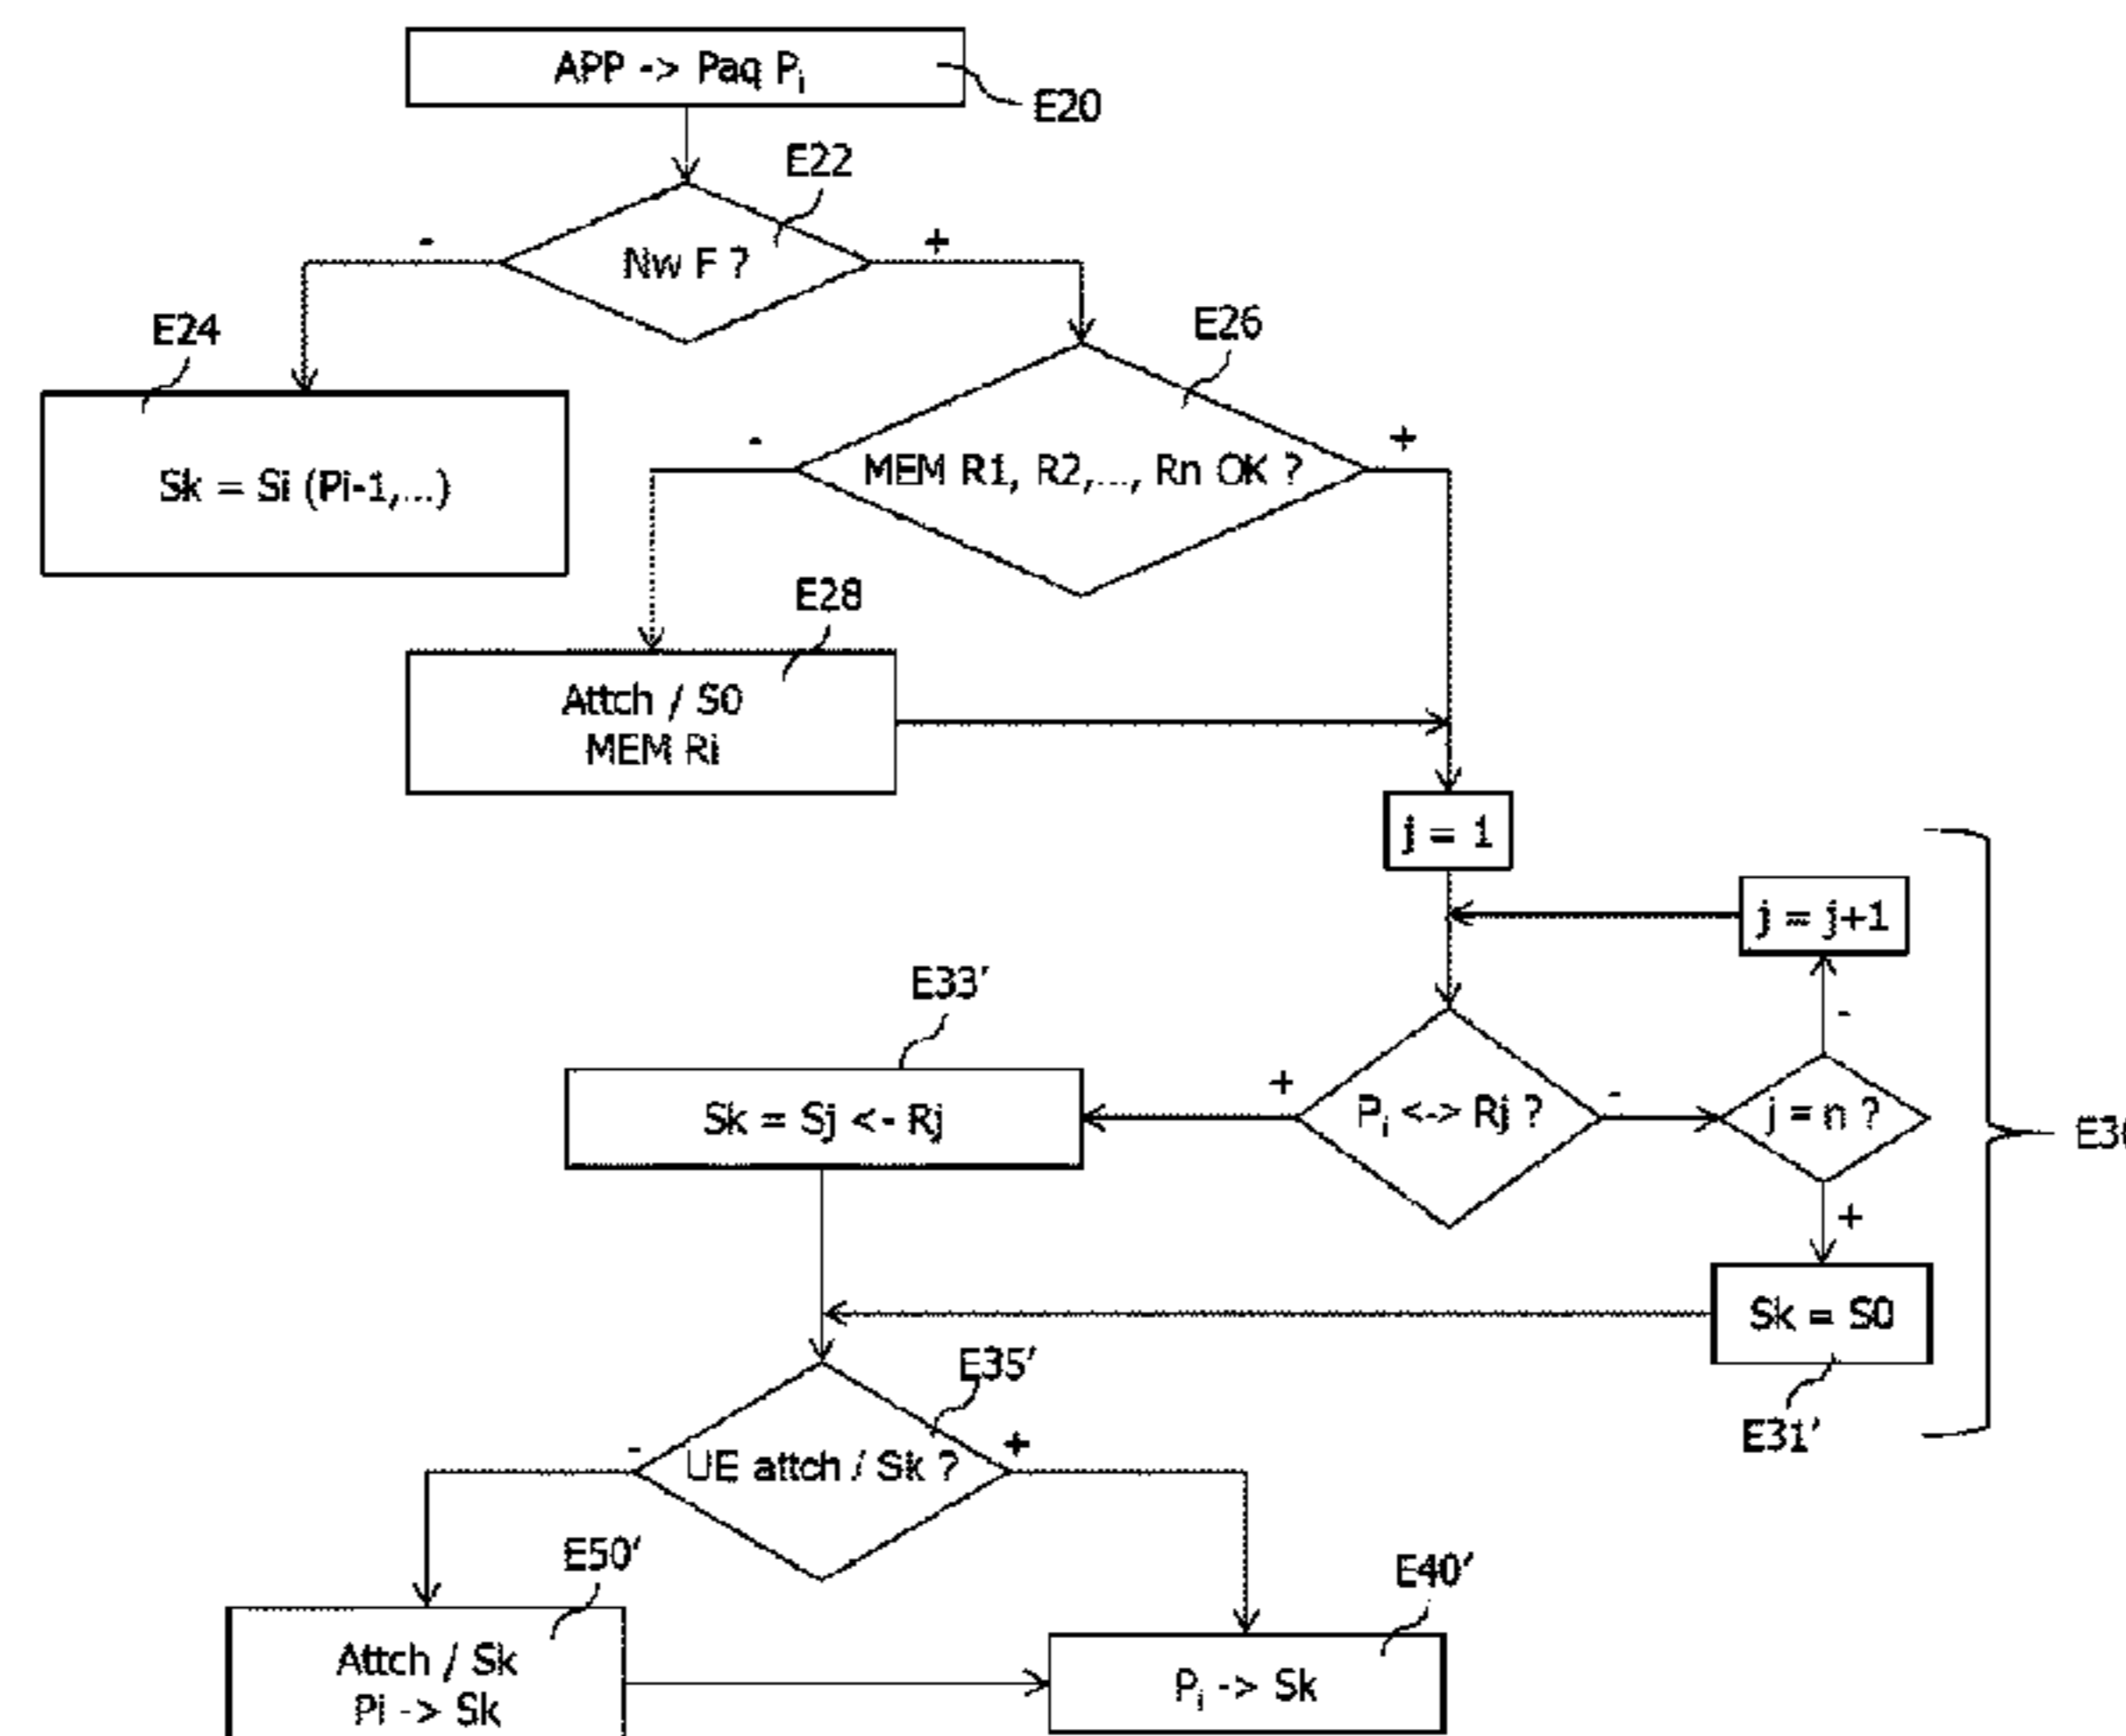 APP -> Paq Pi
E20
E22
Nw F ?
-
+
E24
E26
Sk = Si (Pi-1,...)
-
+
MEM R1, R2,..., Rn OK ?
E28
Attch / S0
MEM Ri
j = 1
j = j+1
E33'
-
Sk = Sj <- Rj
+
Pi <-> Rj ?
-
j = n ?
+
Sk = S0
E35'
E31'
-
UE attch / Sk ?
+
E50'
E40'
Attch / Sk
Pi -> Sk
Pi -> Sk